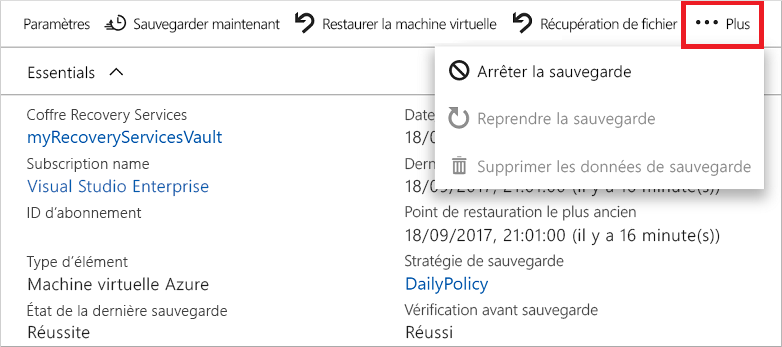 Paramètres Sauvegarder maintenant Restaurer la machine virtuelle Récupération de fichier Plus
Essentials
Arrêter la sauvegarde
Reprendre la sauvegarde
Supprimer les données de sauvegarde
Coffre Recovery Services
myRecoveryServicesVault
Subscription name
Visual Studio Enterprise
ID d'abonnement
Type d'élément
Machine virtuelle Azure
État de la dernière sauvegarde
Réussite
Date
18/0
Dern
18/09/2017, 21:01:00 (il y a 16 minute(s))
Point de restauration le plus ancien
18/09/2017, 21:01:00 (il y a 16 minute(s))
Stratégie de sauvegarde
DailyPolicy
Vérification avant sauvegarde
Réussi